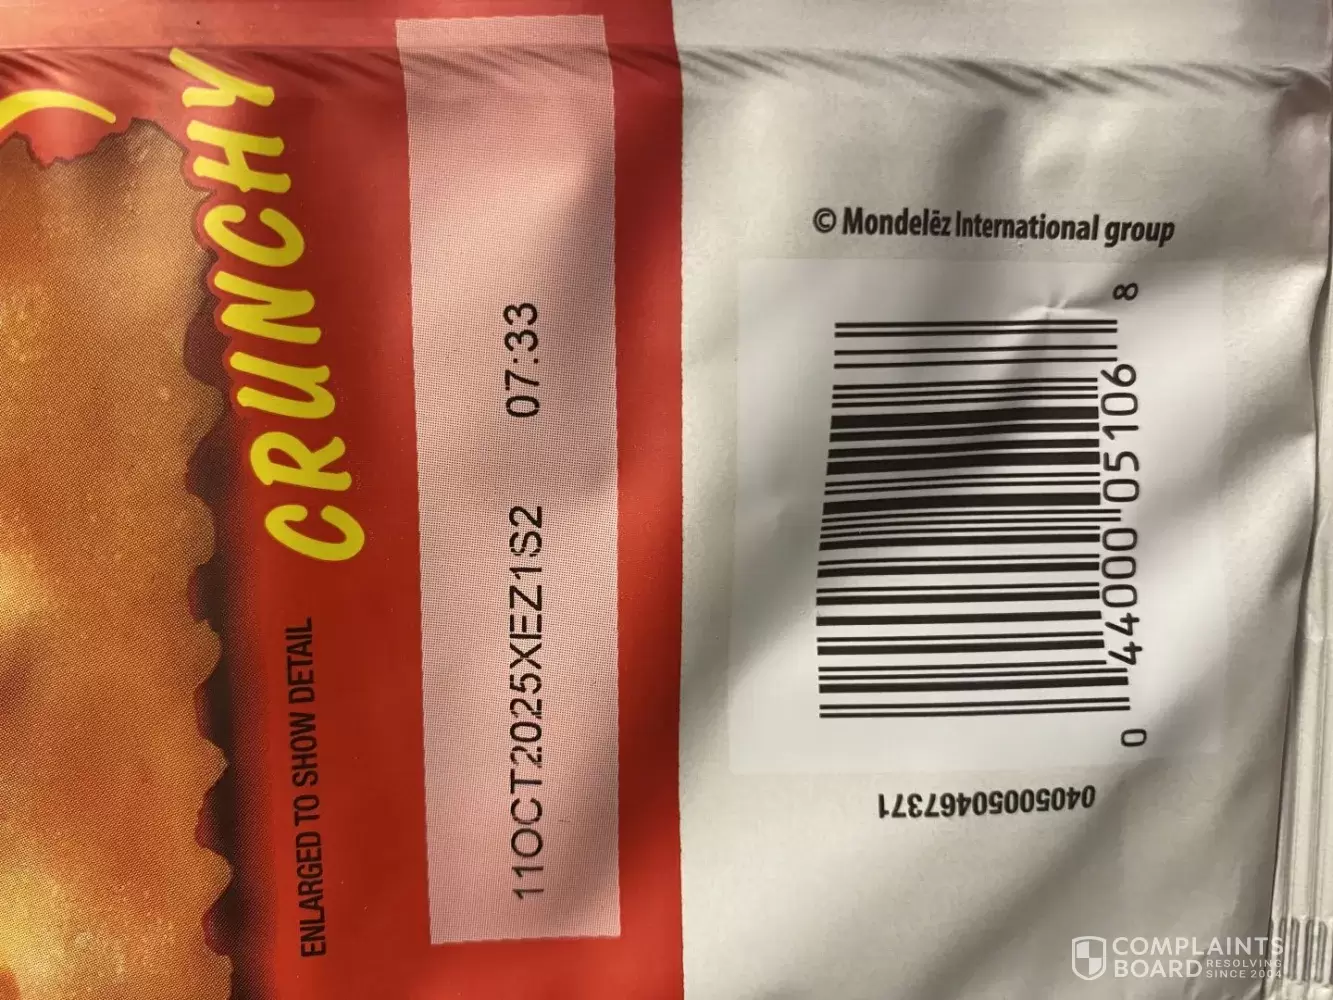 CRUNCHY
ENLARGED TO SHOW DETAIL
11OCT2025XEZ1S2 07:33
© Mondelēz International group
0 44000 05106 8
0405005046737​1
COMPLAINTS
BOARD RESOLVING
SINCE 2004